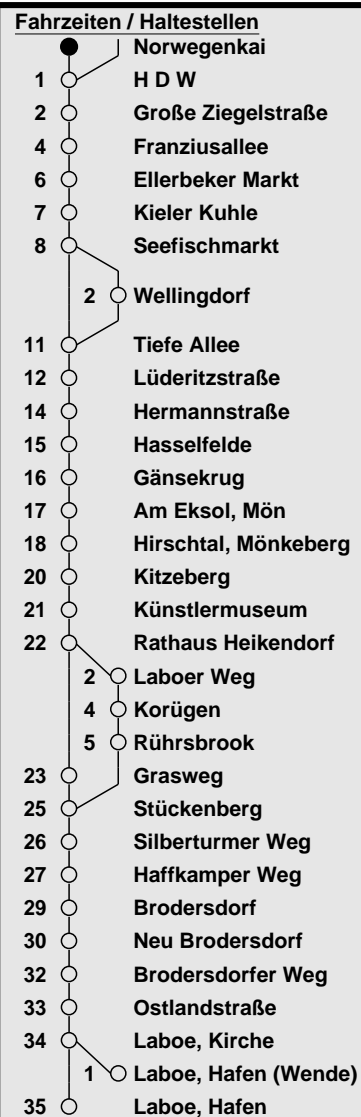 Fahrzeiten / Haltestellen
Norwegenkai
1 H D W
2 Große Ziegelstraße
4 Franziusallee
6 Ellerbeker Markt
7 Kieler Kuhle
8 Seefischmarkt
2 Wellingdorf
11 Tiefe Allee
12 Lüderitzstraße
14 Hermannstraße
15 Hasselfelde
16 Gänsekrug
17 Am Eksol, Mön
18 Hirschtal, Mönkeberg
20 Kitzeberg
21 Künstlermuseum
22 Rathaus Heikendorf
2 Laboer Weg
4 Korügen
5 Rührsbrook
23 Grasweg
25 Stückenberg
26 Silberturmer Weg
27 Haffkamper Weg
29 Brodersdorf
30 Neu Brodersdorf
32 Brodersdorfer Weg
33 Ostlandstraße
34 Laboe, Kirche
1 Laboe, Hafen (Wende)
35 Laboe, Hafen